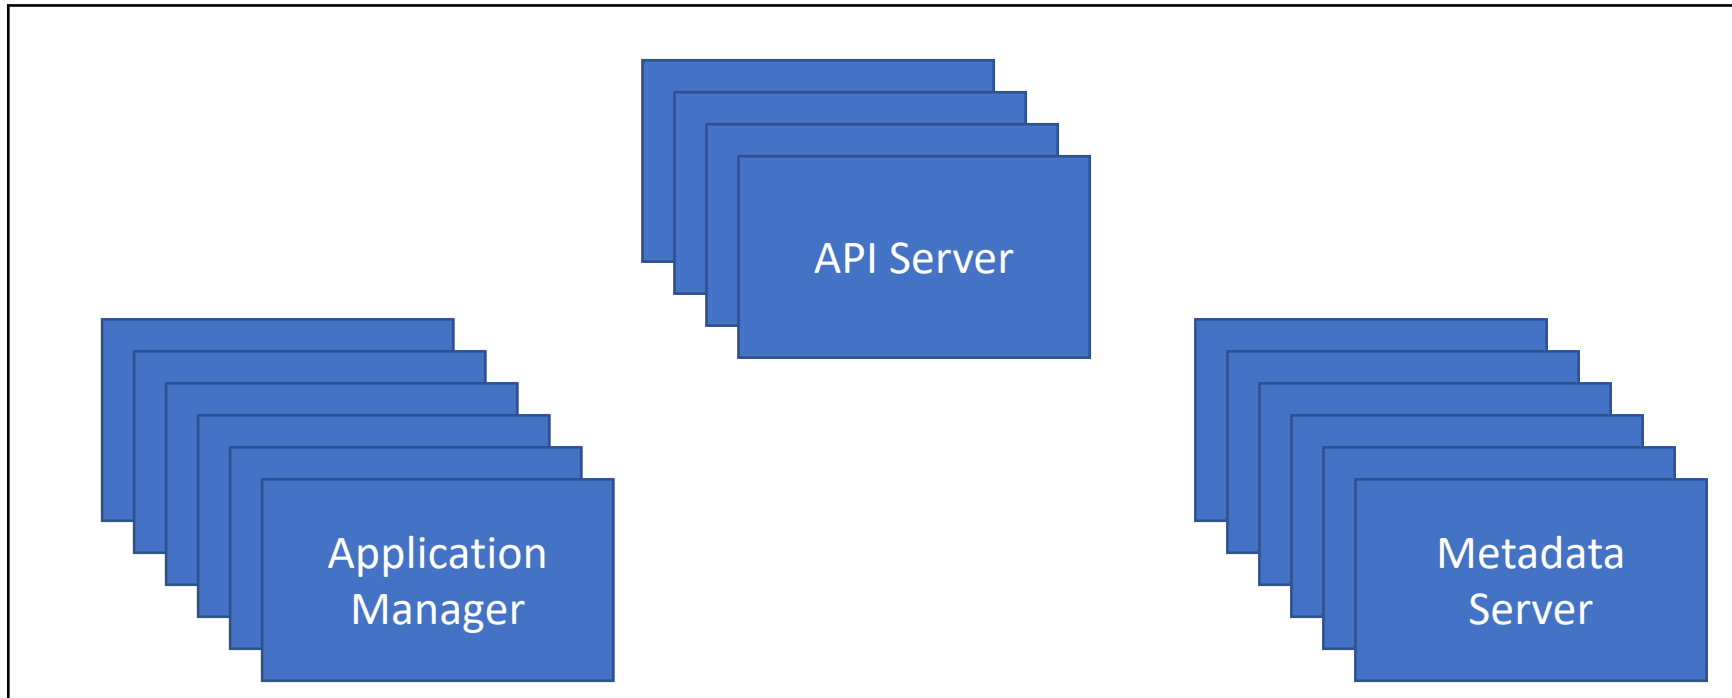 API Server
Application
Manager
Metadata
Server